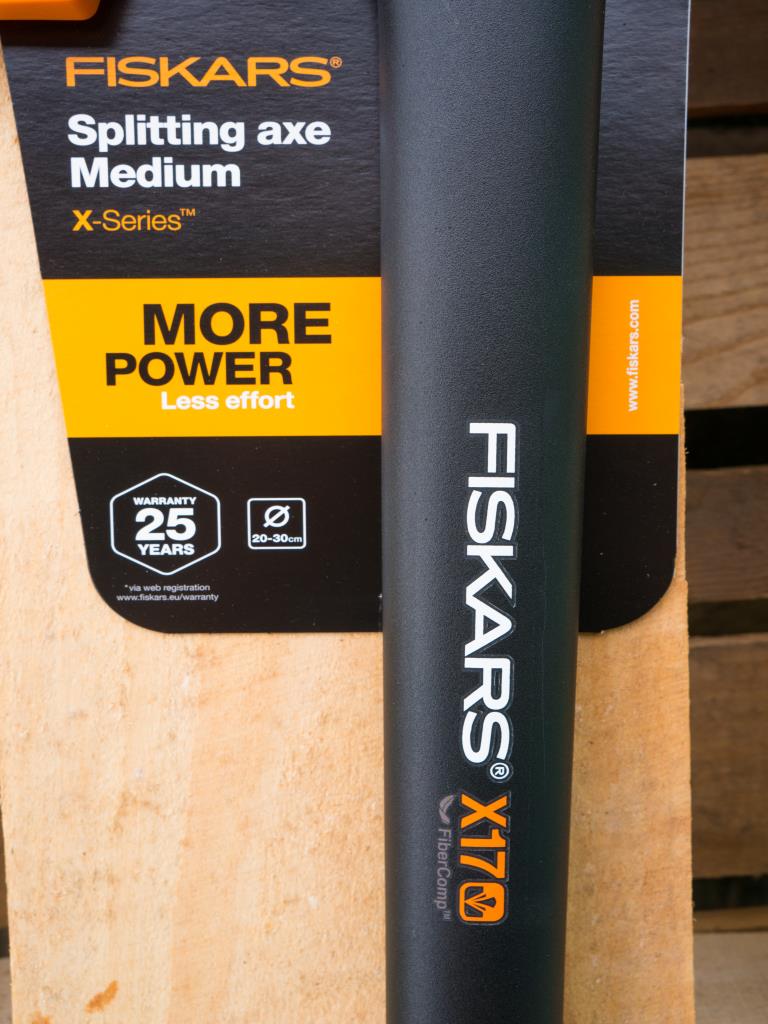 FISKARS®
Splitting axe
Medium
X-Series™
MORE
POWER
Less effort
www.fiskars.com
WARRANTY
25
YEARS
20-30cm
*via web registration
www.fiskars.eu/warranty
FISKARS® X17
FiberComp™